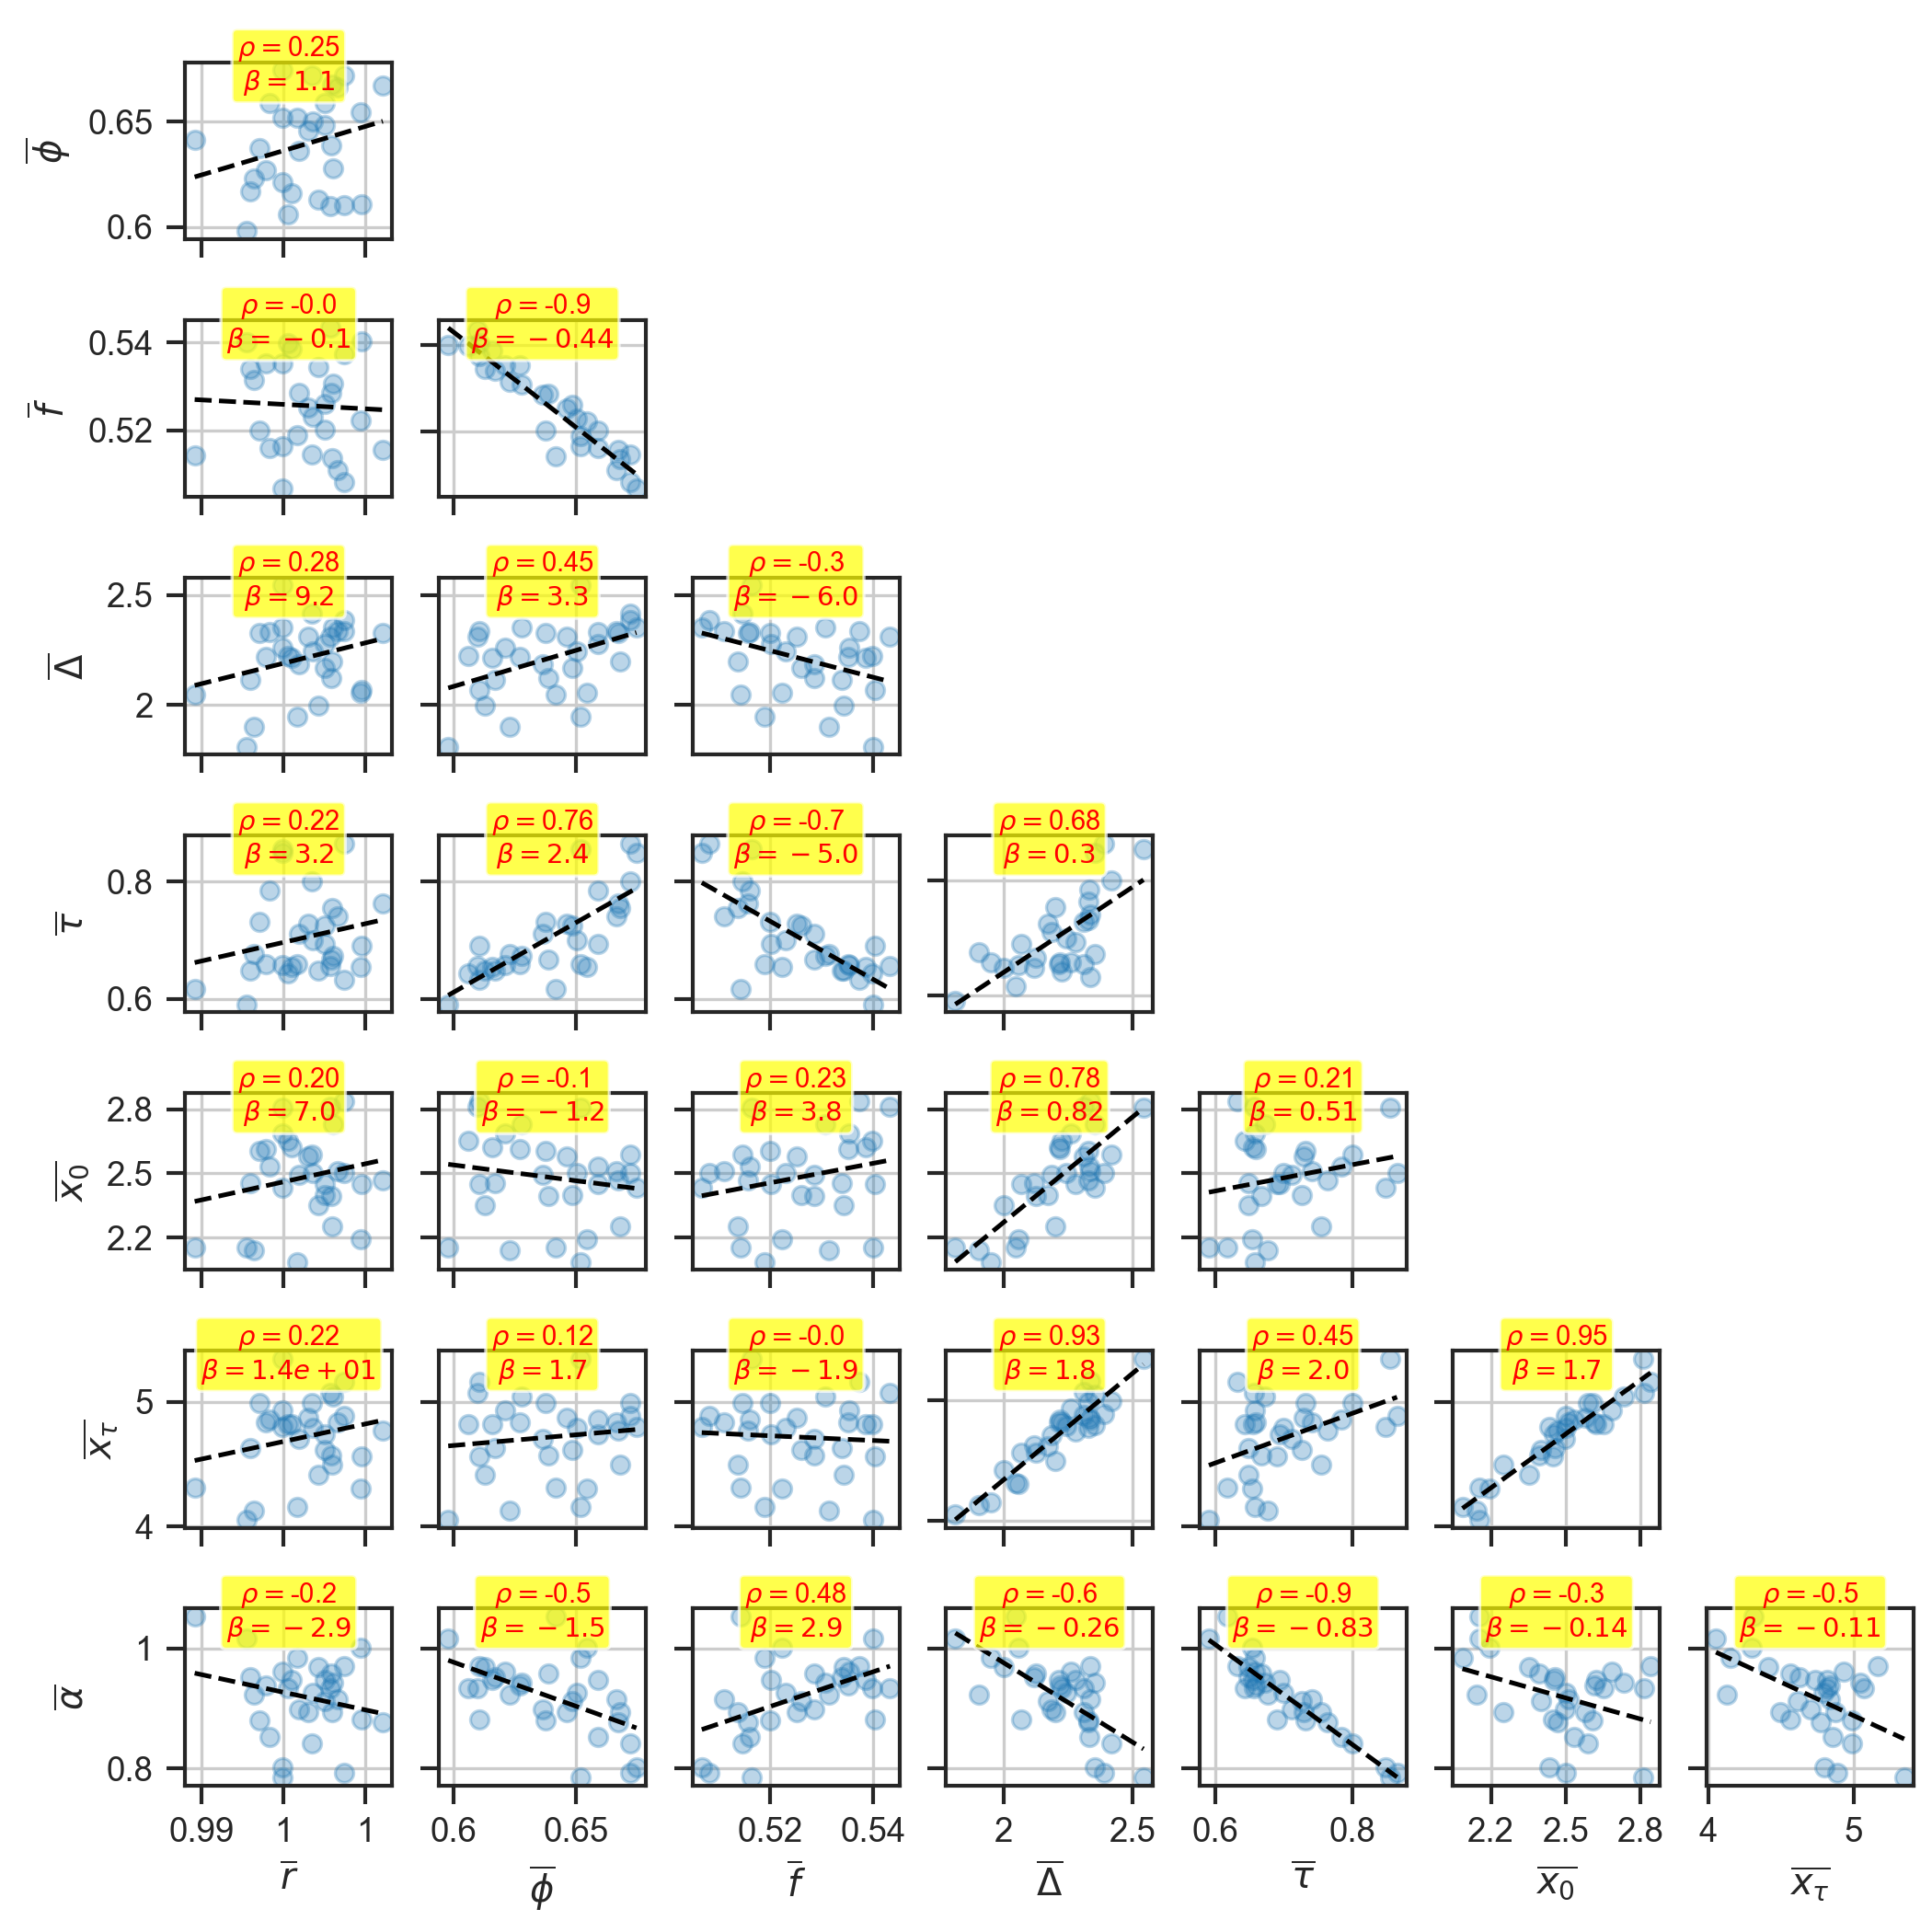 ρ = 0.25
β = 1.1
0.65
0.6
ϕ̅
ρ = -0.0
β = −0.1
ρ = -0.9
β = −0.44
0.54
0.52
f̅
ρ = 0.28
β = 9.2
ρ = 0.45
β = 3.3
ρ = -0.3
β = −6.0
2.5
2
Δ̅
ρ = 0.22
β = 3.2
ρ = 0.76
β = 2.4
ρ = -0.7
β = −5.0
ρ = 0.68
β = 0.3
0.8
0.6
τ̅
ρ = 0.20
β = 7.0
ρ = -0.1
β = −1.2
ρ = 0.23
β = 3.8
ρ = 0.78
β = 0.82
ρ = 0.21
β = 0.51
2.8
2.5
2.2
x̅₀
ρ = 0.22
β = 1.4e + 01
ρ = 0.12
β = 1.7
ρ = -0.0
β = −1.9
ρ = 0.93
β = 1.8
ρ = 0.45
β = 2.0
ρ = 0.95
β = 1.7
5
4
x̅_τ
ρ = -0.2
β = −2.9
ρ = -0.5
β = −1.5
ρ = 0.48
β = 2.9
ρ = -0.6
β = −0.26
ρ = -0.9
β = −0.83
ρ = -0.3
β = −0.14
ρ = -0.5
β = −0.11
1
0.8
α̅
0.99 1 1
0.6 0.65
0.52 0.54
2 2.5
0.6 0.8
2.2 2.5 2.8
4 5
r̅
ϕ̅
f̅
Δ̅
τ̅
x̅₀
x̅_τ